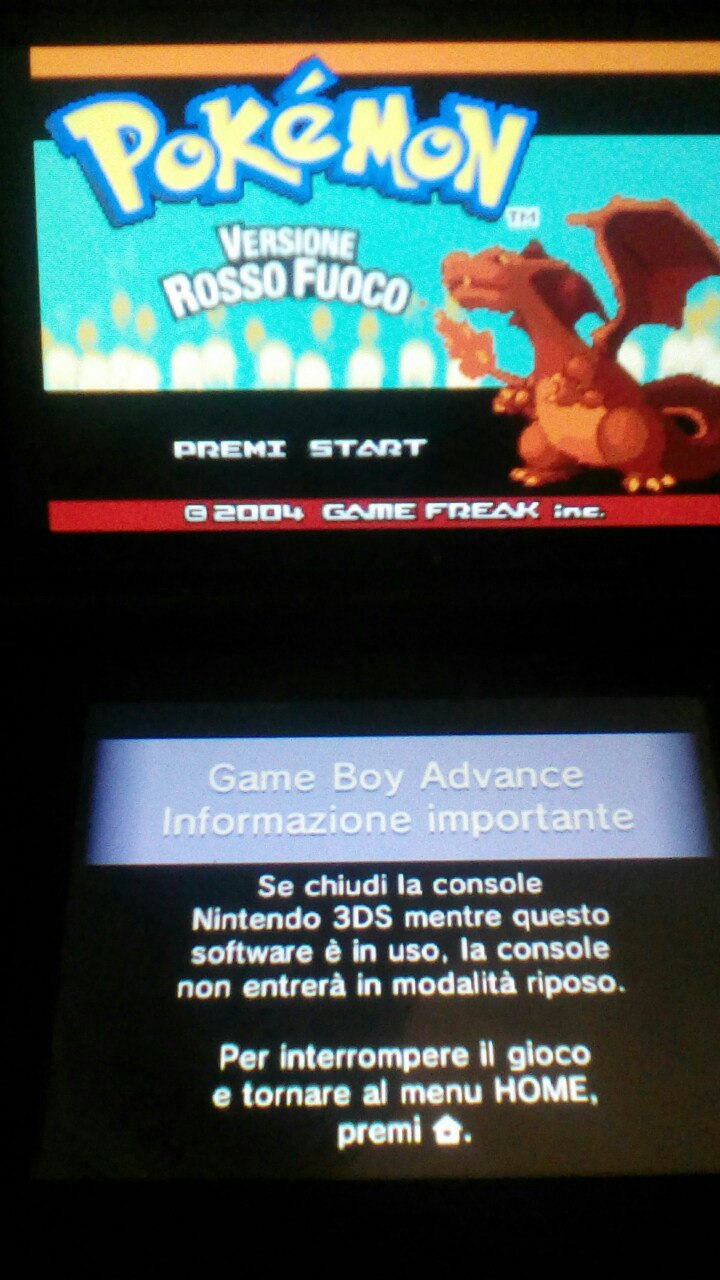 POKéMON
TM
VERSIONE
ROSSO FUOCO
PREMI START
© 2004 GAME FREAK inc.
Game Boy Advance
Informazione importante
Se chiudi la console
Nintendo 3DS mentre questo
software è in uso, la console
non entrerà in modalità riposo.
Per interrompere il gioco
e tornare al menu HOME,
premi .